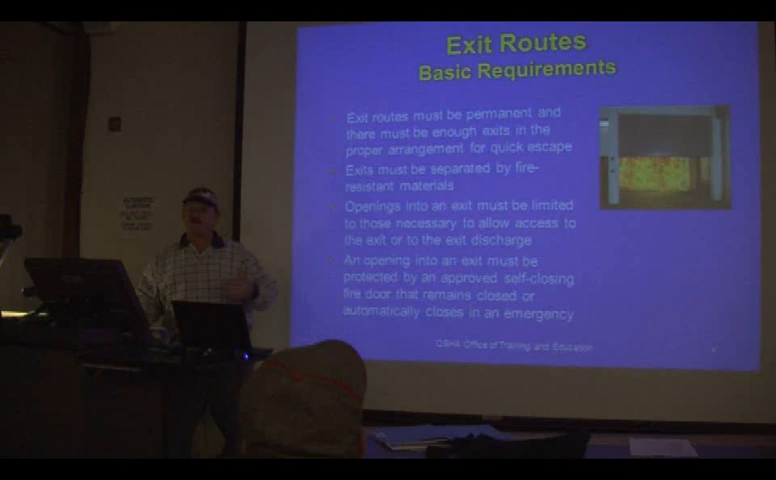 Exit Routes
Basic Requirements
Exit routes must be permanent and
there must be enough exits in the
proper arrangement for quick escape
Exits must be separated by fire-
resistant materials
Openings into an exit must be limited
to those necessary to allow access to
the exit or to the exit discharge
An opening into an exit must be
protected by an approved self-closing
fire door that remains closed or
automatically closes in an emergency
OSHA Office of Training and Education